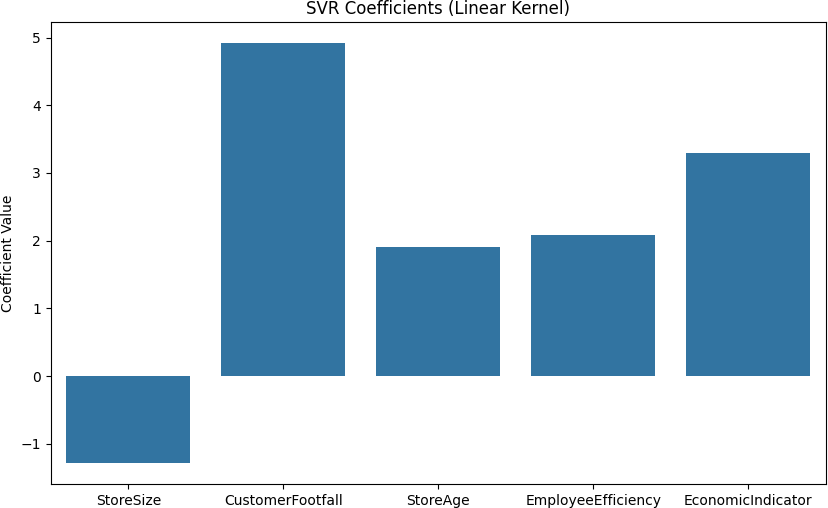 SVR Coefficients (Linear Kernel)
Coefficient Value
5
4
3
2
1
0
−1
StoreSize
CustomerFootfall
StoreAge
EmployeeEfficiency
EconomicIndicator